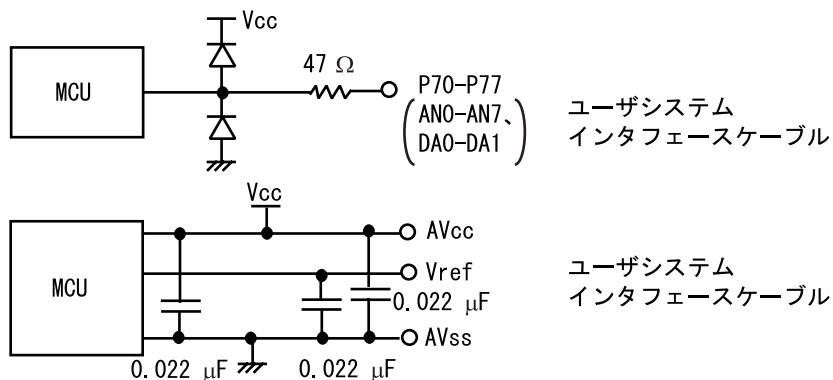 Vcc
MCU
47 Ω
P70-P77
(AN0-AN7、
DA0-DA1)
ユーザシステム
インタフェースケーブル
Vcc
MCU
AVcc
Vref
0.022 μF
AVss
0.022 μF
0.022 μF
ユーザシステム
インタフェースケーブル